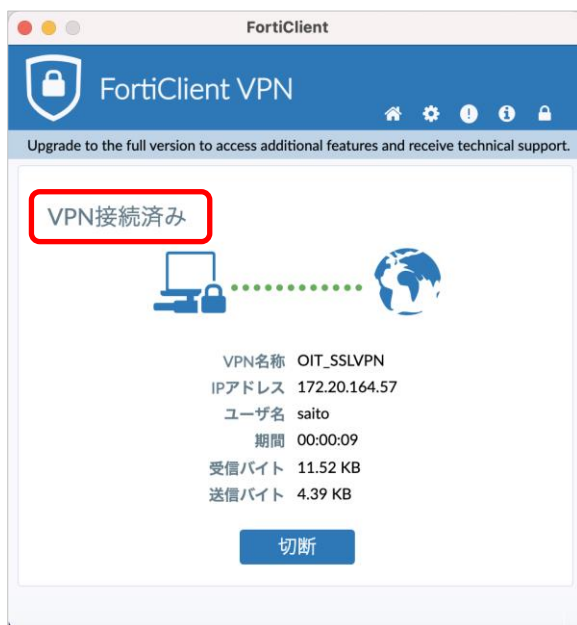 FortiClient
FortiClient VPN
Upgrade to the full version to access additional features and receive technical support.
VPN接続済み
VPN名称 OIT_SSLVPN
IPアドレス 172.20.164.57
ユーザ名 saito
期間 00:00:09
受信バイト 11.52 KB
送信バイト 4.39 KB
切断